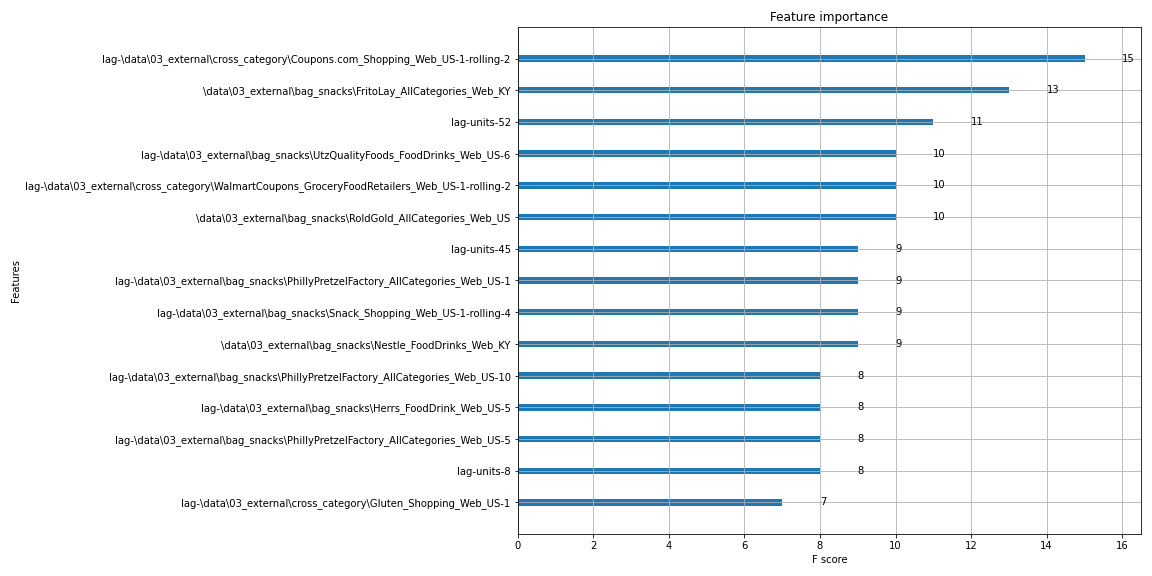 Feature importance
Features
lag-\data\03_external\cross_category\Coupons.com_Shopping_Web_US-1-rolling-2 15
\data\03_external\bag_snacks\FritoLay_AllCategories_Web_KY 13
lag-units-52 11
lag-\data\03_external\bag_snacks\UtzQualityFoods_FoodDrinks_Web_US-6 10
lag-\data\03_external\cross_category\WalmartCoupons_GroceryFoodRetailers_Web_US-1-rolling-2 10
\data\03_external\bag_snacks\RoldGold_AllCategories_Web_US 10
lag-units-45 9
lag-\data\03_external\bag_snacks\PhillyPretzelFactory_AllCategories_Web_US-1 9
lag-\data\03_external\bag_snacks\Snack_Shopping_Web_US-1-rolling-4 9
\data\03_external\bag_snacks\Nestle_FoodDrinks_Web_KY 9
lag-\data\03_external\bag_snacks\PhillyPretzelFactory_AllCategories_Web_US-10 8
lag-\data\03_external\bag_snacks\Herrs_FoodDrink_Web_US-5 8
lag-\data\03_external\bag_snacks\PhillyPretzelFactory_AllCategories_Web_US-5 8
lag-units-8 8
lag-\data\03_external\cross_category\Gluten_Shopping_Web_US-1 7
0 2 4 6 8 10 12 14 16
F score